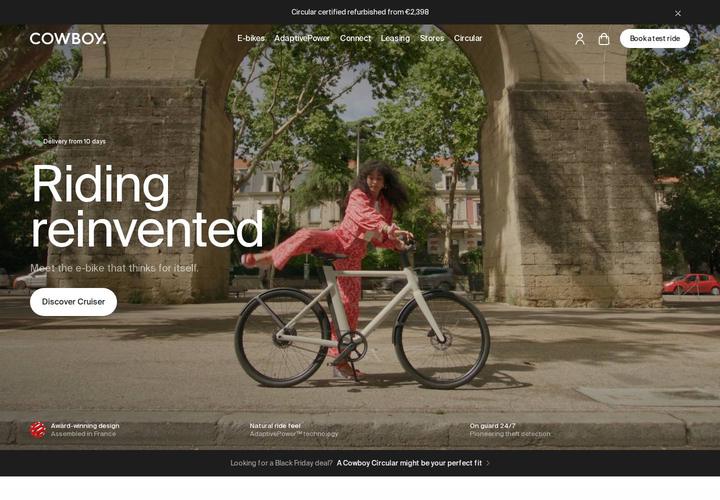 Circular certified refurbished from €2,398
COWBOY.
E-bikes AdaptivePower Connect Leasing Stores Circular
Book a test ride
Delivery from 10 days
Riding
reinvented
Meet the e-bike that thinks for itself.
Discover Cruiser
Award-winning design
Assembled in France
Natural ride feel
AdaptivePower™ technology
On guard 24/7
Pioneering theft detection
Looking for a Black Friday deal? A Cowboy Circular might be your perfect fit